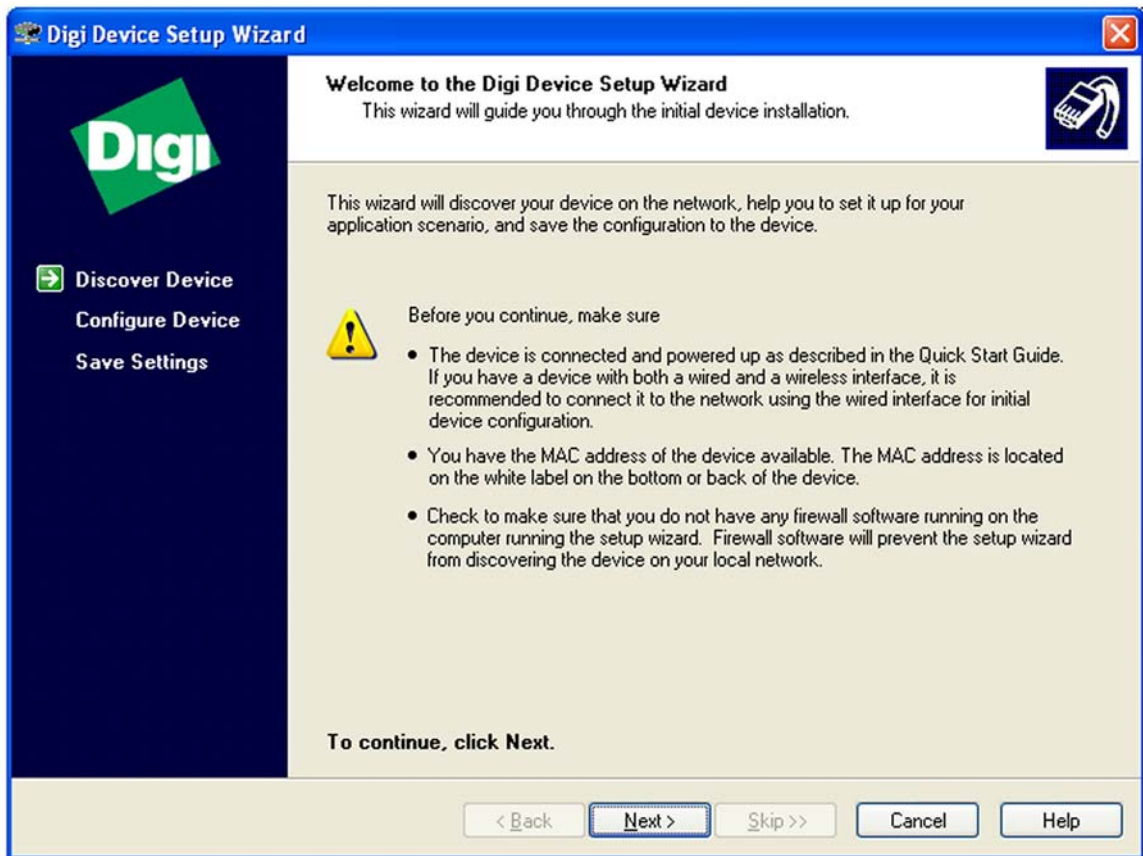 Digi Device Setup Wizard
Digi
Discover Device
Configure Device
Save Settings
Welcome to the Digi Device Setup Wizard
This wizard will guide you through the initial device installation.
This wizard will discover your device on the network, help you to set it up for your
application scenario, and save the configuration to the device.
Before you continue, make sure
• The device is connected and powered up as described in the Quick Start Guide.
If you have a device with both a wired and a wireless interface, it is
recommended to connect it to the network using the wired interface for initial
device configuration.
• You have the MAC address of the device available. The MAC address is located
on the white label on the bottom or back of the device.
• Check to make sure that you do not have any firewall software running on the
computer running the setup wizard.  Firewall software will prevent the setup wizard
from discovering the device on your local network.
To continue, click Next.
< Back
Next >
Skip >>
Cancel
Help